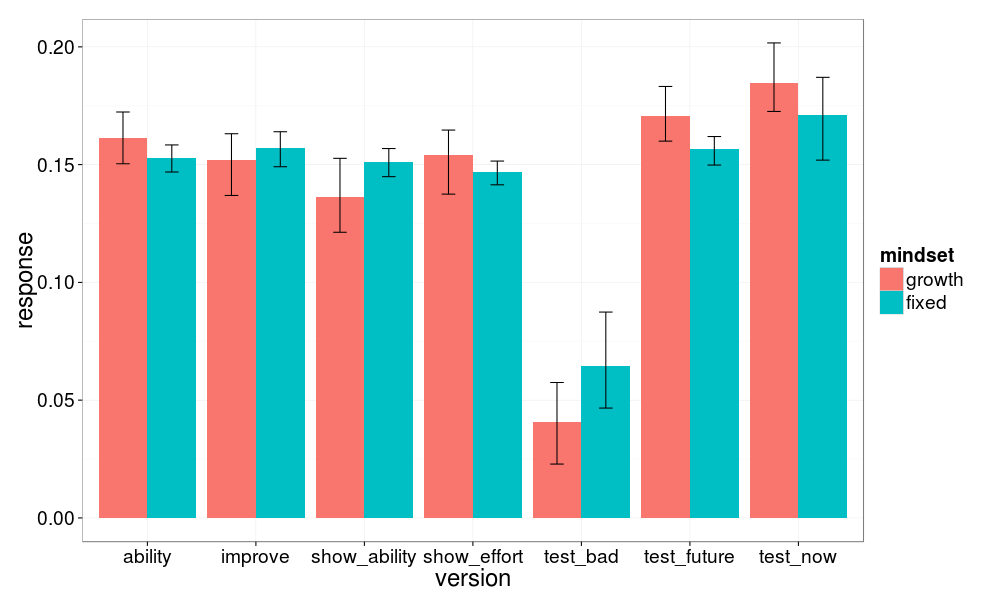 response
0.20
0.15
0.10
0.05
0.00
ability improve show_ability show_effort test_bad test_future test_now
version
mindset
growth
fixed